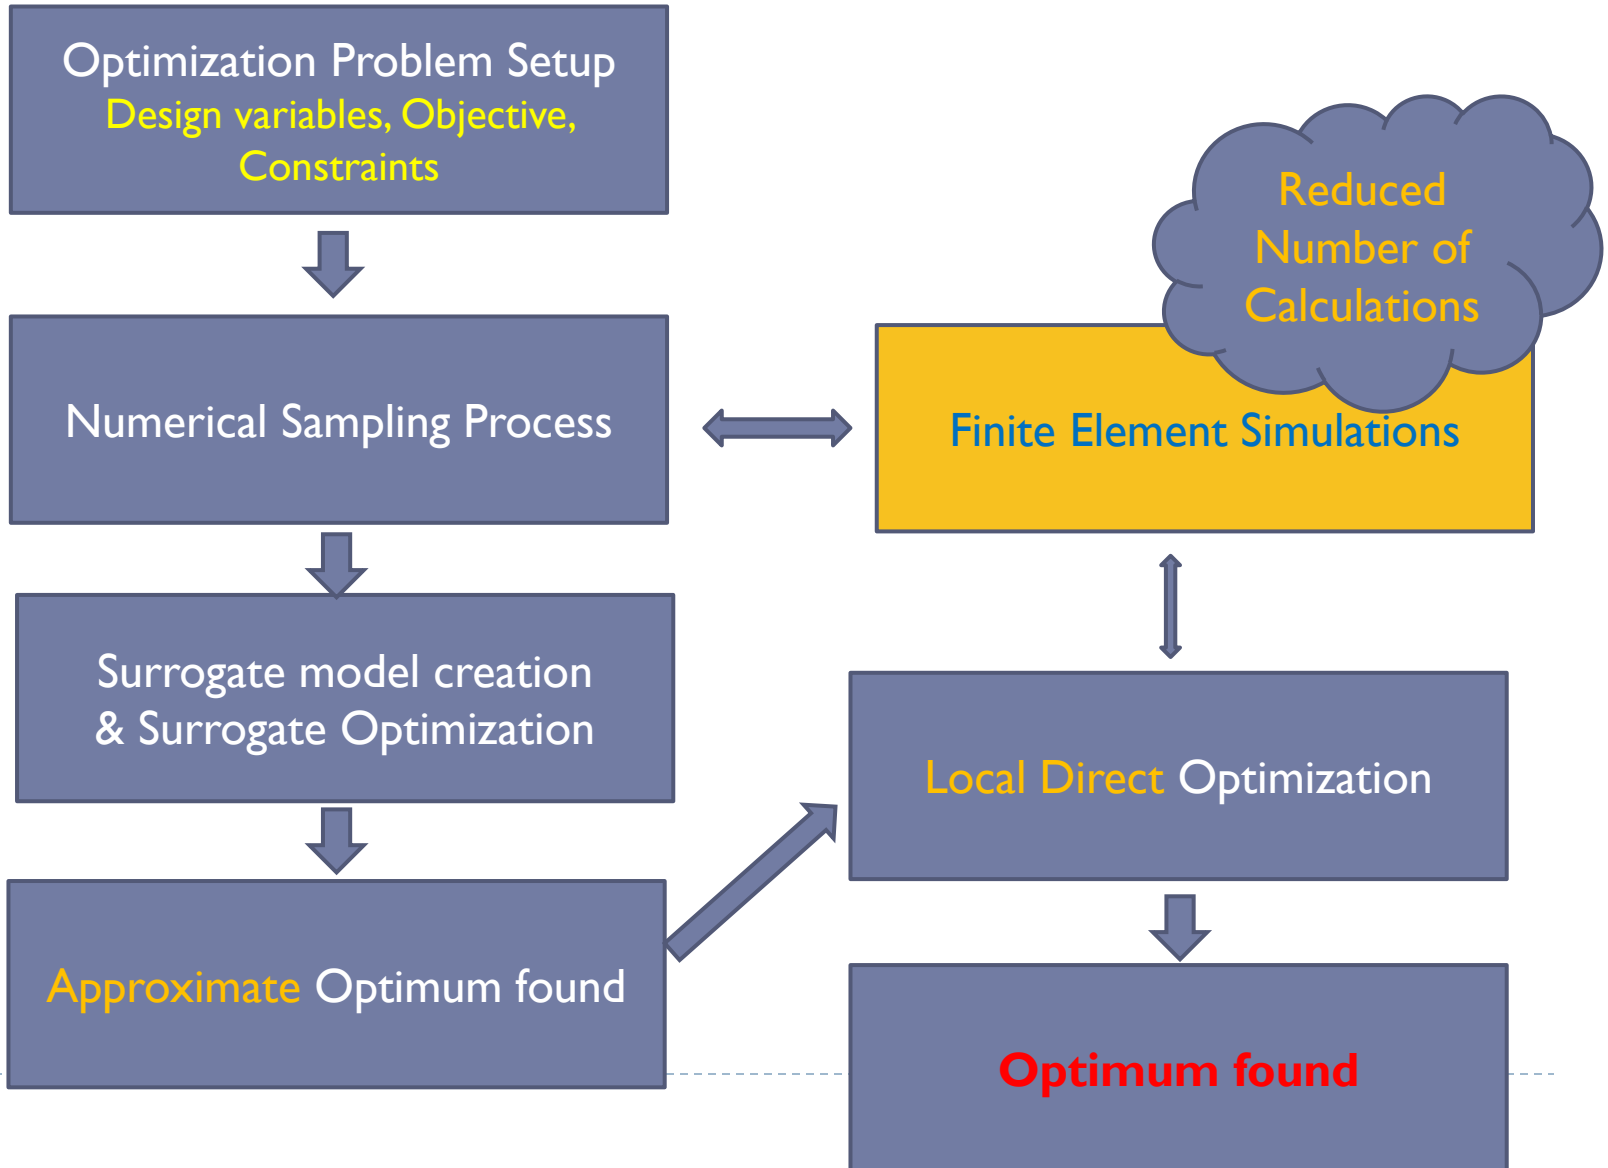 Optimization Problem Setup
Design variables, Objective,
Constraints
Numerical Sampling Process
Surrogate model creation
& Surrogate Optimization
Approximate Optimum found
Reduced
Number of
Calculations
Finite Element Simulations
Local Direct Optimization
Optimum found